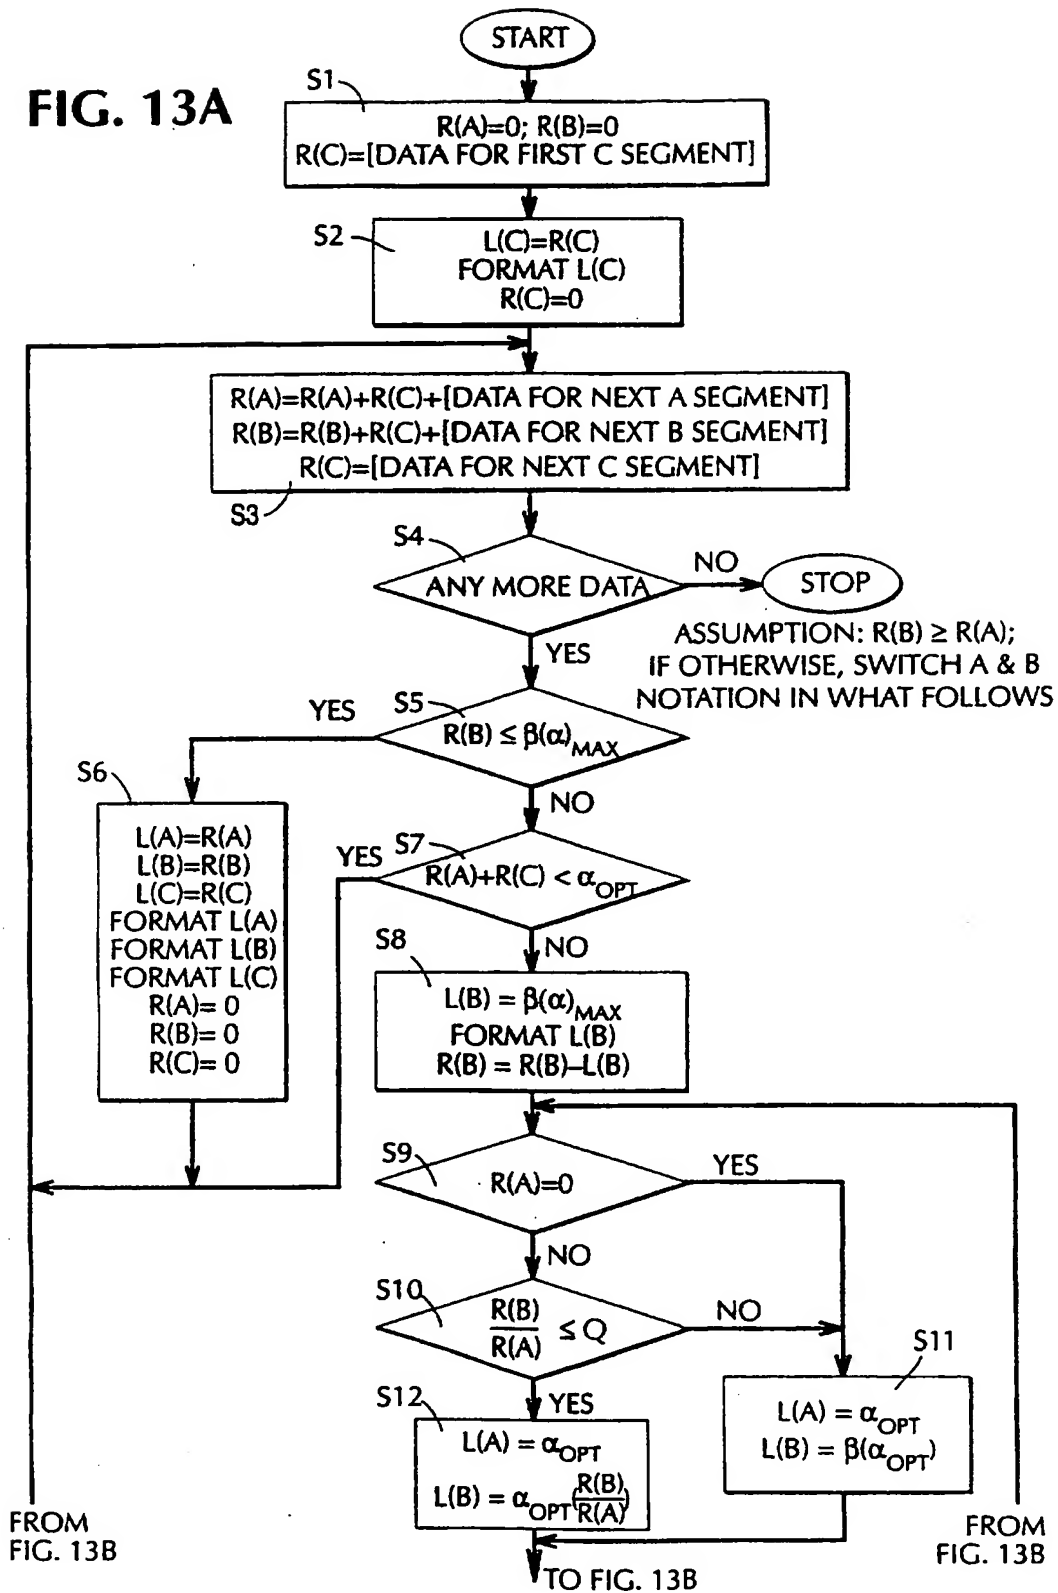 START
FIG. 13A
S1
R(A)=0; R(B)=0
R(C)=[DATA FOR FIRST C SEGMENT]
S2
L(C)=R(C)
FORMAT L(C)
R(C)=0
R(A)=R(A)+R(C)+[DATA FOR NEXT A SEGMENT]
R(B)=R(B)+R(C)+[DATA FOR NEXT B SEGMENT]
R(C)=[DATA FOR NEXT C SEGMENT]
S3
S4
ANY MORE DATA
NO
STOP
ASSUMPTION: R(B) ≥ R(A);
IF OTHERWISE, SWITCH A & B
NOTATION IN WHAT FOLLOWS
YES
S5
R(B) ≤ β(α)MAX
YES
NO
S6
L(A)=R(A)
L(B)=R(B)
L(C)=R(C)
FORMAT L(A)
FORMAT L(B)
FORMAT L(C)
R(A)= 0
R(B)= 0
R(C)= 0
S7
R(A)+R(C) < αOPT
YES
NO
S8
L(B) = β(α)MAX
FORMAT L(B)
R(B) = R(B)–L(B)
S9
R(A)=0
YES
NO
S10
R(B)
R(A) ≤ Q
NO
YES
S11
L(A) = αOPT
L(B) = β(αOPT)
S12
L(A) = αOPT
L(B) = αOPT(R(B)/R(A))
FROM
FIG. 13B
FROM
FIG. 13B
TO FIG. 13B